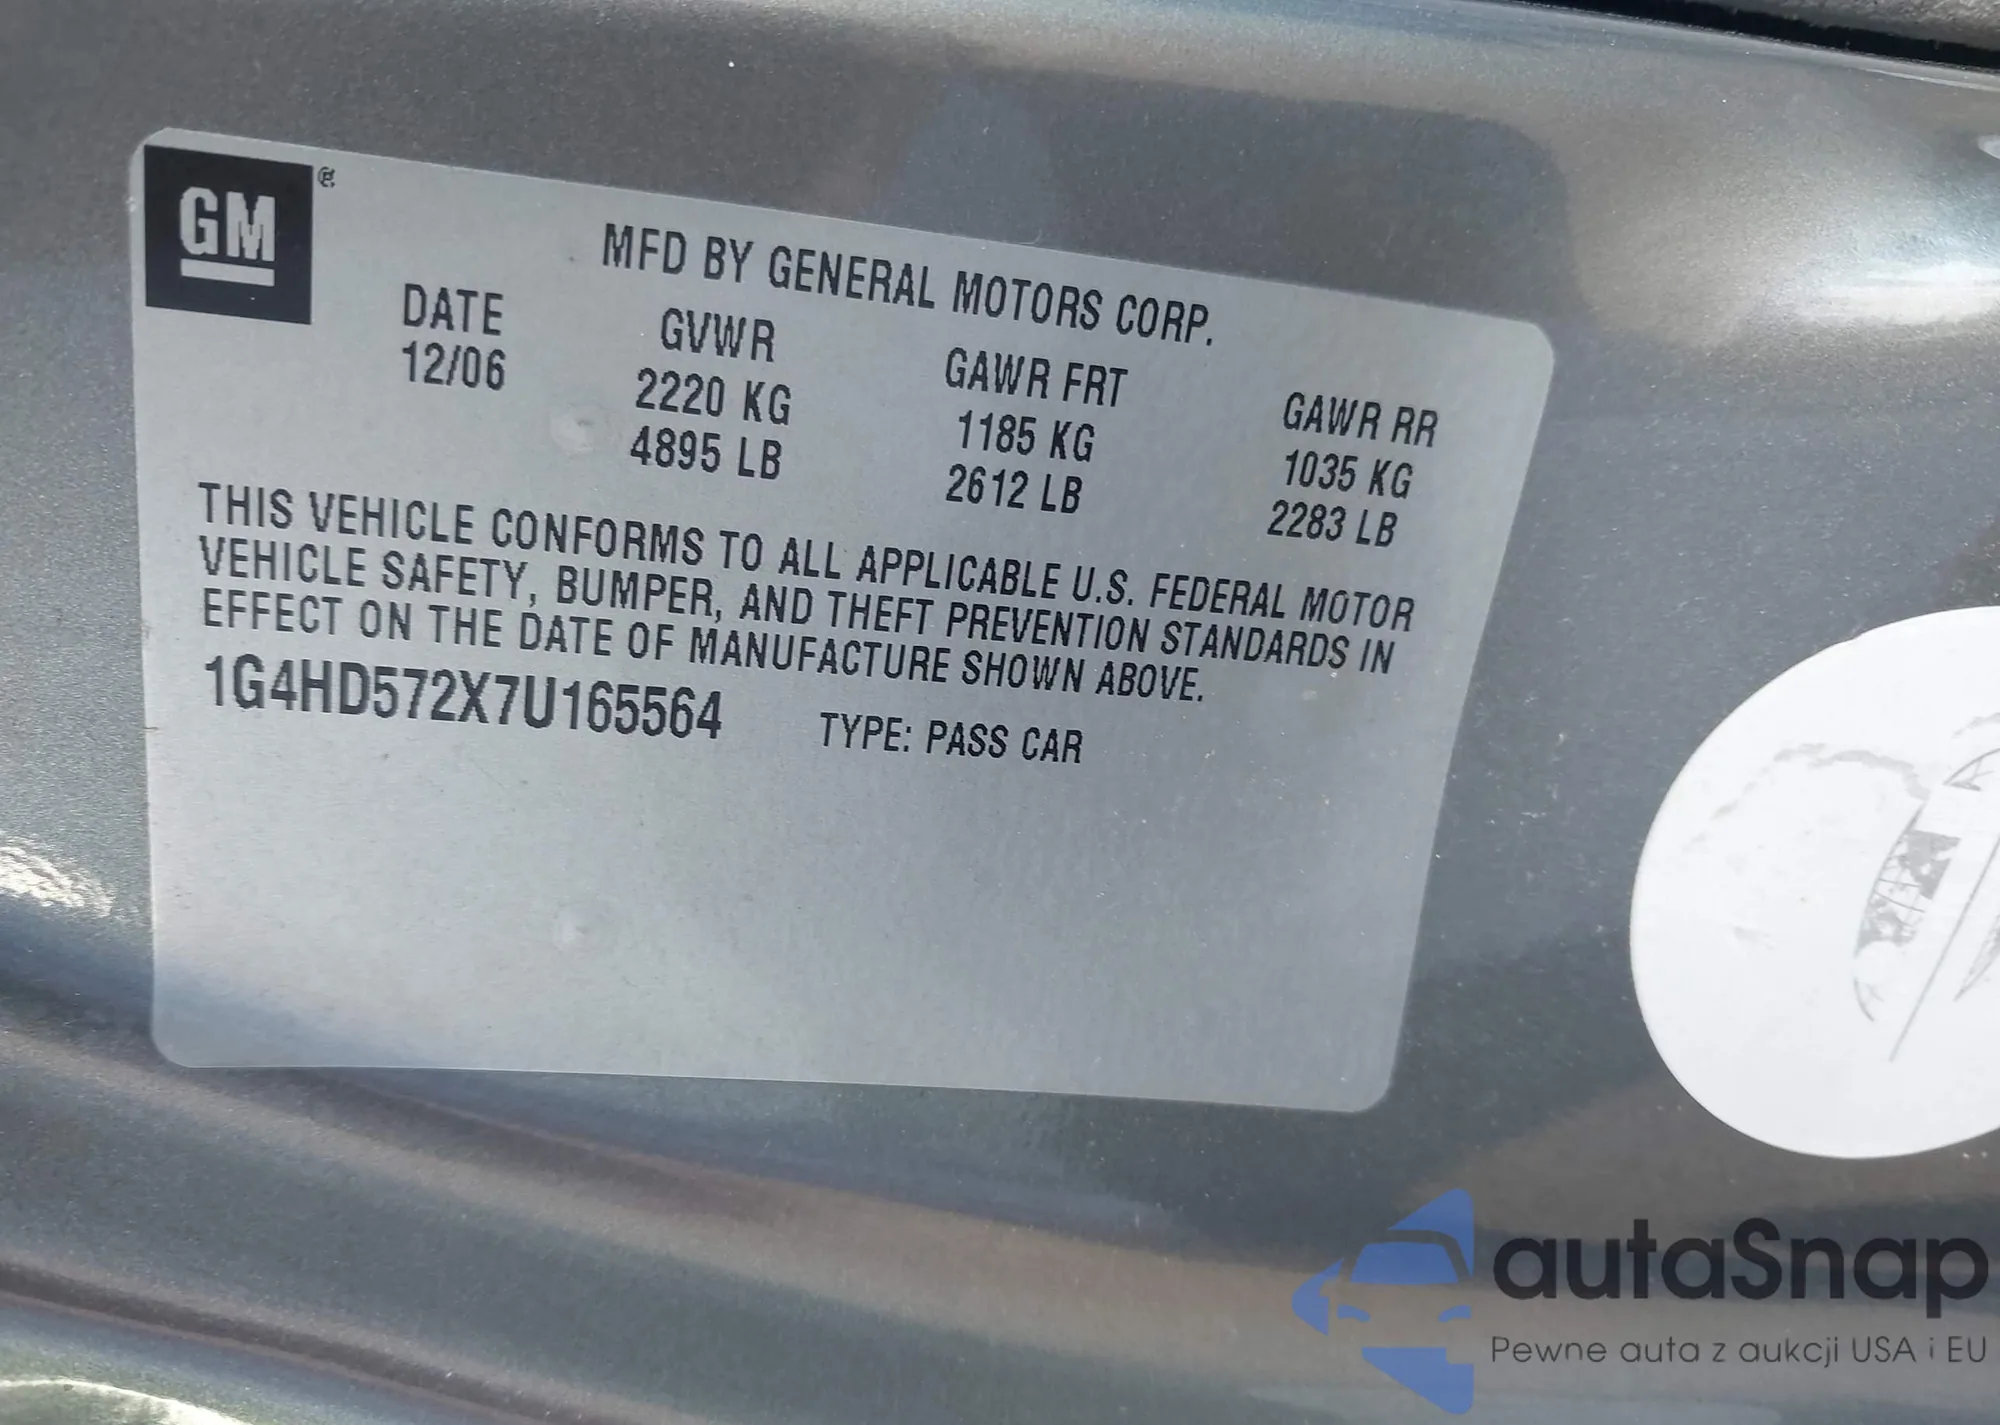 GM
MFD BY GENERAL MOTORS CORP.
DATE GVWR GAWR FRT GAWR RR
12/06 2220 KG 1185 KG 1035 KG
4895 LB 2612 LB 2283 LB
THIS VEHICLE CONFORMS TO ALL APPLICABLE U.S. FEDERAL MOTOR
VEHICLE SAFETY, BUMPER, AND THEFT PREVENTION STANDARDS IN
EFFECT ON THE DATE OF MANUFACTURE SHOWN ABOVE.
1G4HD572X7U165564 TYPE: PASS CAR
autaSnap
Pewne auta z aukcji USA i EU